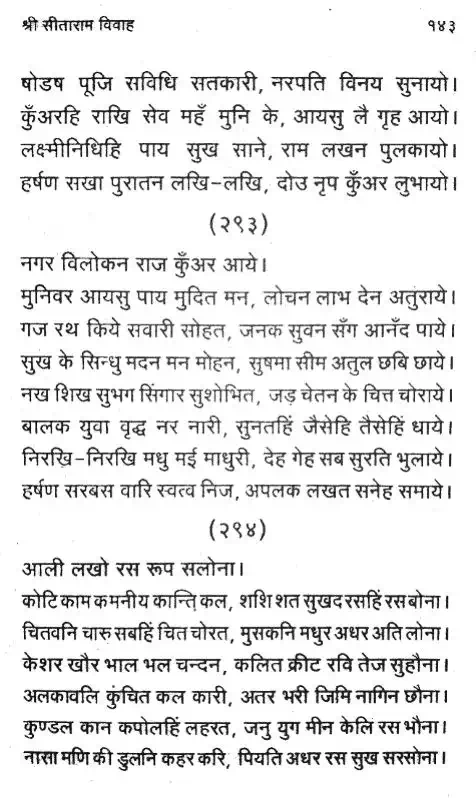 श्री सीताराम विवाह १४३
षोडष पूजि सविधि सतकारी, नरपति विनय सुनायो।
कुँअरहि राखि सेव महँ मुनि के, आयसु लै गृह आयो।
लक्ष्मीनिधिहि पाय सुख साने, राम लखन पुलकायो।
हर्षण सखा पुरातन लखि-लखि, दोउ नृप कुँअर लुभायो।
(२९३)
नगर विलोकन राज कुँअर आये।
मुनिवर आयसु पाय मुदित मन, लोचन लाभ देन अतुराये।
गज रथ किये सवारी सोहत, जनक सुवन सँग आनँद पाये।
सुख के सिन्धु मदन मन मोहन, सुषमा सीम अतुल छबि छाये।
नख शिख सुभग सिंगार सुशोभित, जड़ चेतन के चित्त चोराये।
बालक युवा वृद्ध नर नारी, सुनतहिं जैसेहि तैसेहिं धाये।
निरखि-निरखि मधु मई माधुरी, देह गेह सब सुरति भुलाये।
हर्षण सरबस वारि स्वत्व निज, अपलक लखत सनेह समाये।
(२९४)
आली लखो रस रूप सलोना।
कोटि काम कमनीय कान्ति कल, शशि शत सुखद रसहिं रस बोना।
चितवनि चारु सबहिं चित चोरत, मुसकनि मधुर अधर अति लोना।
केशर खौर भाल भल चन्दन, कलित क्रीट रवि तेज सुहौना।
अलकावलि कुंचित कल कारी, अतर भरी जिमि नागिन छौना।
कुण्डल कान कपोलहिं लहरत, जनु युग मीन केलि रस भौना।
नासा मणि की डुलनि कहर करि, पियति अधर रस सुख सरसोना।